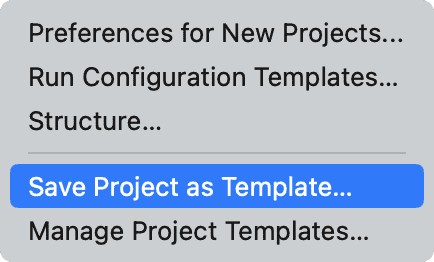 Preferences for New Projects...
Run Configuration Templates...
Structure...
Save Project as Template...
Manage Project Templates...